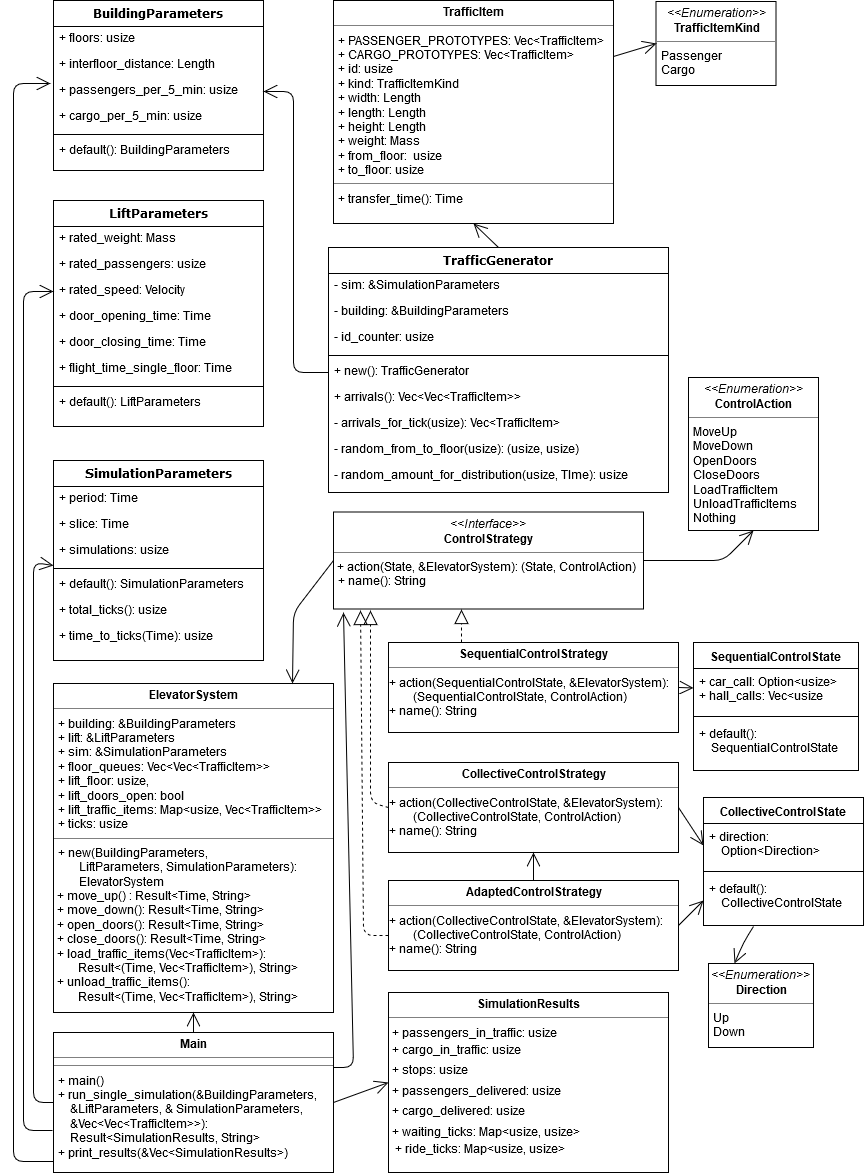 BuildingParameters
+ floors: usize
+ interfloor_distance: Length
+ passengers_per_5_min: usize
+ cargo_per_5_min: usize
+ default(): BuildingParameters
TrafficItem
+ PASSENGER_PROTOTYPES: Vec<TrafficItem>
+ CARGO_PROTOTYPES: Vec<TrafficItem>
+ id: usize
+ kind: TrafficItemKind
+ width: Length
+ length: Length
+ height: Length
+ weight: Mass
+ from_floor: usize
+ to_floor: usize
+ transfer_time(): Time
<<Enumeration>>
TrafficItemKind
Passenger
Cargo
LiftParameters
+ rated_weight: Mass
+ rated_passengers: usize
+ rated_speed: Velocity
+ door_opening_time: Time
+ door_closing_time: Time
+ flight_time_single_floor: Time
+ default(): LiftParameters
TrafficGenerator
- sim: &SimulationParameters
- building: &BuildingParameters
- id_counter: usize
+ new(): TrafficGenerator
+ arrivals(): Vec<Vec<TrafficItem>>
- arrivals_for_tick(usize): Vec<TrafficItem>
- random_from_to_floor(usize): (usize, usize)
- random_amount_for_distribution(usize, TIme): usize
<<Enumeration>>
ControlAction
MoveUp
MoveDown
OpenDoors
CloseDoors
LoadTrafficItem
UnloadTrafficItems
Nothing
SimulationParameters
+ period: Time
+ slice: Time
+ simulations: usize
+ default(): SimulationParameters
+ total_ticks(): usize
+ time_to_ticks(Time): usize
<<Interface>>
ControlStrategy
+ action(State, &ElevatorSystem): (State, ControlAction)
+ name(): String
SequentialControlStrategy
+ action(SequentialControlState, &ElevatorSystem):
(SequentialControlState, ControlAction)
+ name(): String
SequentialControlState
+ car_call: Option<usize>
+ hall_calls: Vec<usize
+ default():
SequentialControlState
ElevatorSystem
+ building: &BuildingParameters
+ lift: &LiftParameters
+ sim: &SimulationParameters
+ floor_queues: Vec<Vec<TrafficItem>>
+ lift_floor: usize,
+ lift_doors_open: bool
+ lift_traffic_items: Map<usize, Vec<TrafficItem>>
+ ticks: usize
+ new(BuildingParameters,
LiftParameters, SimulationParameters):
ElevatorSystem
+ move_up() : Result<Time, String>
+ move_down(): Result<Time, String>
+ open_doors(): Result<Time, String>
+ close_doors(): Result<Time, String>
+ load_traffic_items(Vec<TrafficItem>):
Result<(Time, Vec<TrafficItem>), String>
+ unload_traffic_items():
Result<(Time, Vec<TrafficItem>), String>
CollectiveControlStrategy
+ action(CollectiveControlState, &ElevatorSystem):
(CollectiveControlState, ControlAction)
+ name(): String
CollectiveControlState
+ direction:
Option<Direction>
+ default():
CollectiveControlState
AdaptedControlStrategy
+ action(CollectiveControlState, &ElevatorSystem):
(CollectiveControlState, ControlAction)
+ name(): String
<<Enumeration>>
Direction
Up
Down
Main
+ main()
+ run_single_simulation(&BuildingParameters,
&LiftParameters, & SimulationParameters,
&Vec<Vec<TrafficItem>>):
Result<SimulationResults, String>
+ print_results(&Vec<SimulationResults>)
SimulationResults
+ passengers_in_traffic: usize
+ cargo_in_traffic: usize
+ stops: usize
+ passengers_delivered: usize
+ cargo_delivered: usize
+ waiting_ticks: Map<usize, usize>
+ ride_ticks: Map<usize, usize>